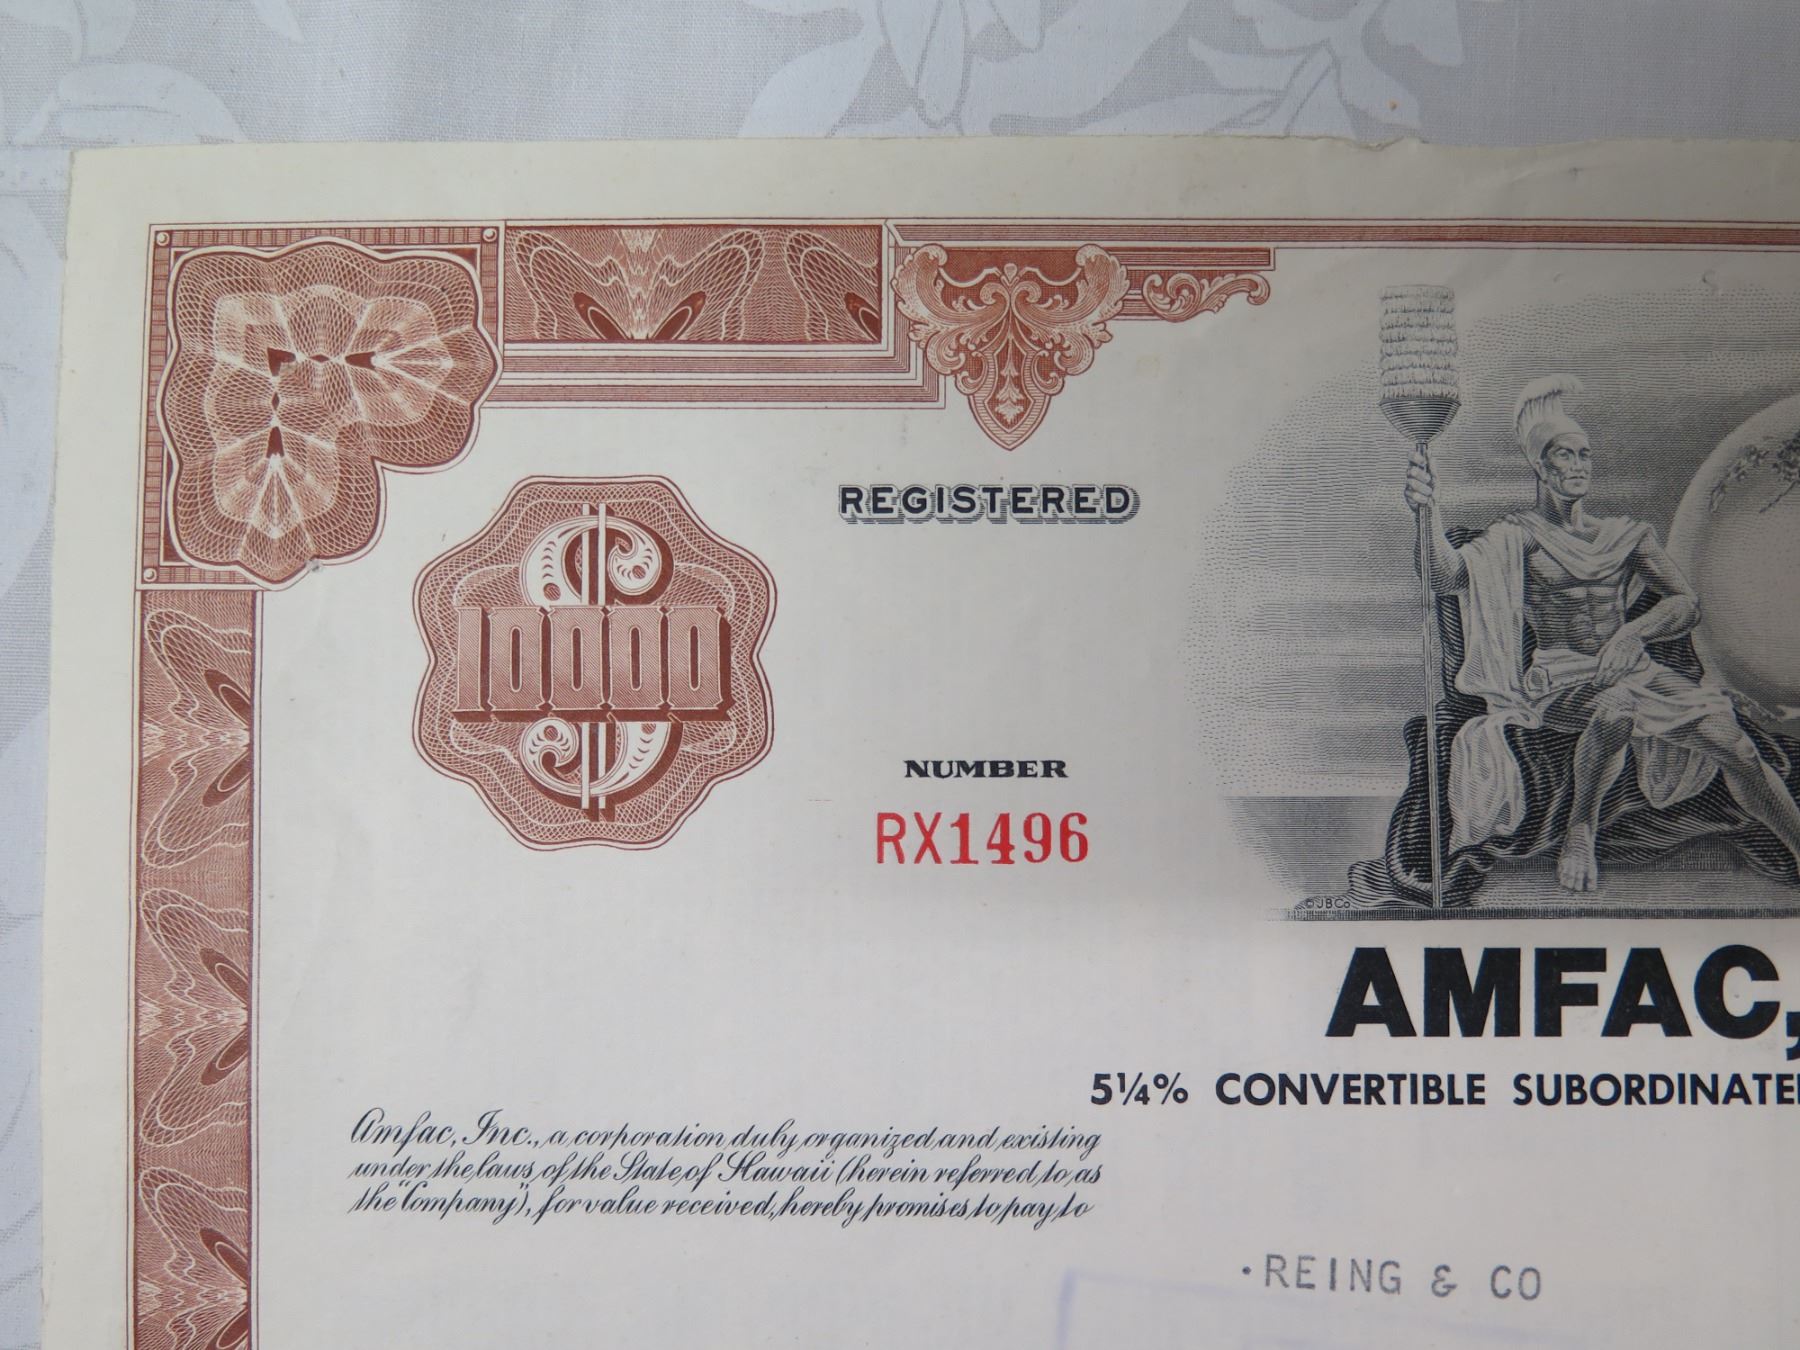 REGISTERED
$10000
NUMBER
RX1496
©JBCo
AMFAC,
5¼% CONVERTIBLE SUBORDINATE
Amfac, Inc., a corporation duly organized and existing
under the laws of the State of Hawaii (herein referred to as
the "Company"), for value received, hereby promises to pay to
·REING & CO